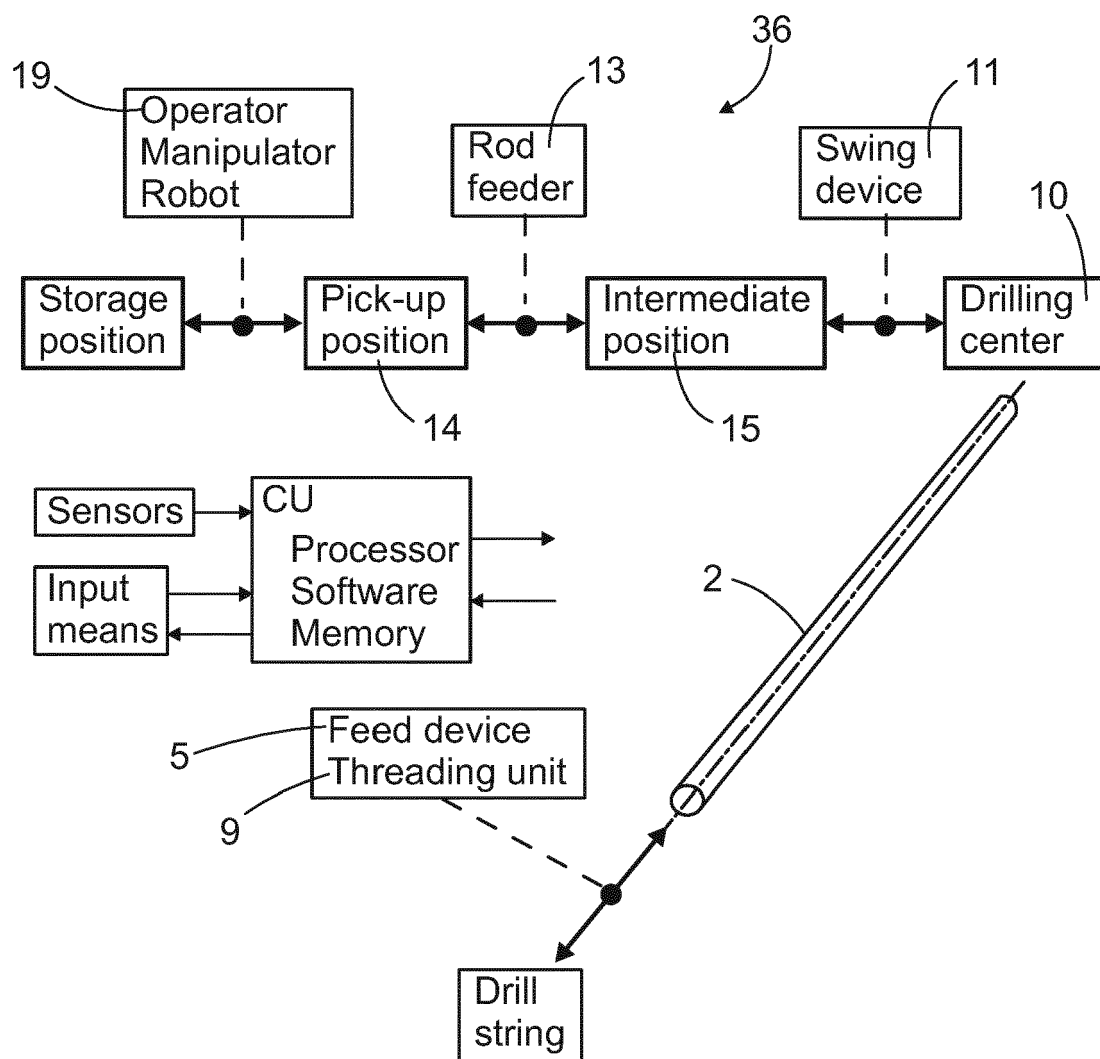 36
19
13
11
Operator
Manipulator
Robot
Rod
feeder
Swing
device
10
Storage
position
Pick-up
position
Intermediate
position
Drilling
center
14
15
Sensors
CU
Processor
Software
Memory
Input
means
2
5
Feed device
Threading unit
9
Drill
string